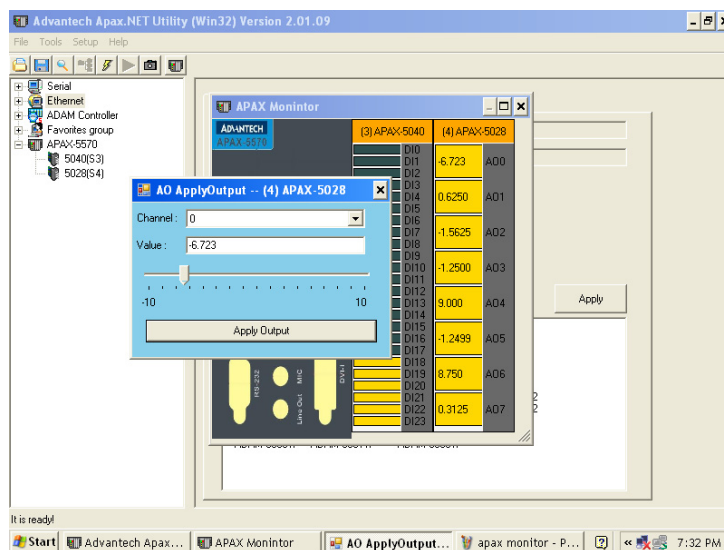 Advantech Apax.NET Utility (Win32) Version 2.01.09
File Tools Setup Help
Serial
Ethernet
ADAM Controller
Favorites group
APAX-5570
5040(S3)
5028(S4)
APAX Monintor
ADVANTECH
APAX-5570
(3) APAX-5040
(4) APAX-5028
DI0
DI1
DI2
DI3
DI4
DI5
DI6
DI7
DI8
DI9
DI10
DI11
DI12
DI13
DI14
DI15
DI16
DI17
DI18
DI19
DI20
DI21
DI22
DI23
-6.723 AO0
0.6250 AO1
-1.5625 AO2
-1.2500 AO3
9.000 AO4
-1.2499 AO5
8.750 AO6
0.3125 AO7
RS-232
MIC
Line Out
DVI-I
AO ApplyOutput -- (4) APAX-5028
Channel : 0
Value : -6.723
-10 10
Apply Output
Apply
2
2
It is ready!
Start Advantech Apax... APAX Monintor AO ApplyOutput... apax monitor - P... ? « 7:32 PM